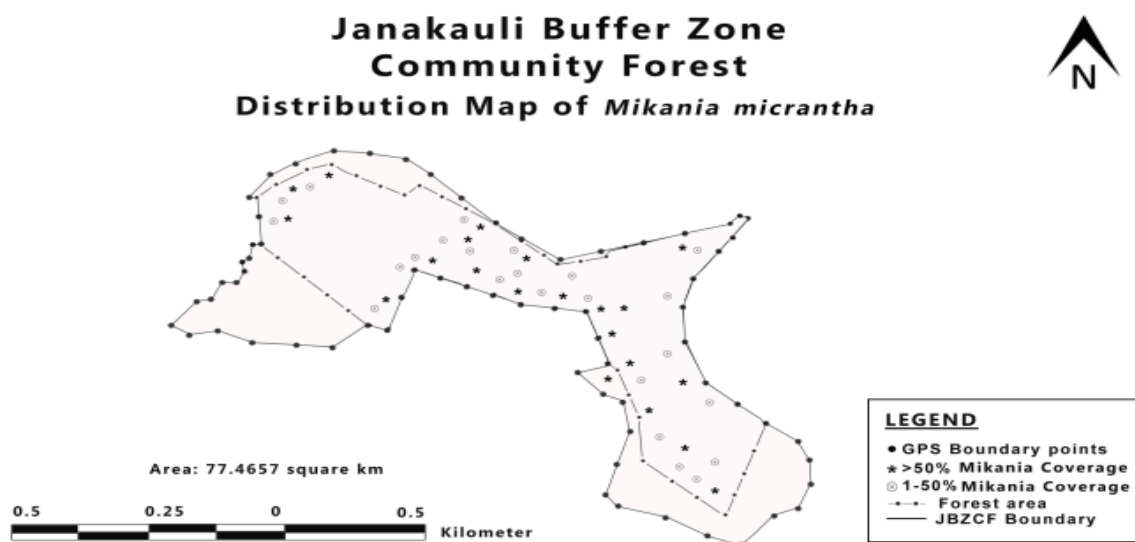 Janakauli Buffer Zone
Community Forest
Distribution Map of Mikania micrantha
N
Area: 77.4657 square km
0.5 0.25 0 0.5
Kilometer
LEGEND
GPS Boundary points
>50% Mikania Coverage
1-50% Mikania Coverage
Forest area
JBZCF Boundary